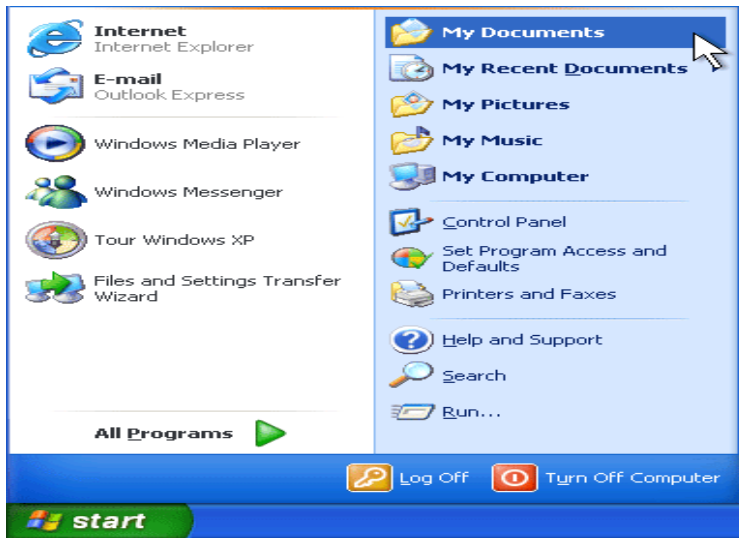 Internet
Internet Explorer
E-mail
Outlook Express
Windows Media Player
Windows Messenger
Tour Windows XP
Files and Settings Transfer
Wizard
All Programs
My Documents
My Recent Documents
My Pictures
My Music
My Computer
Control Panel
Set Program Access and
Defaults
Printers and Faxes
Help and Support
Search
Run...
Log Off
Turn Off Computer
start